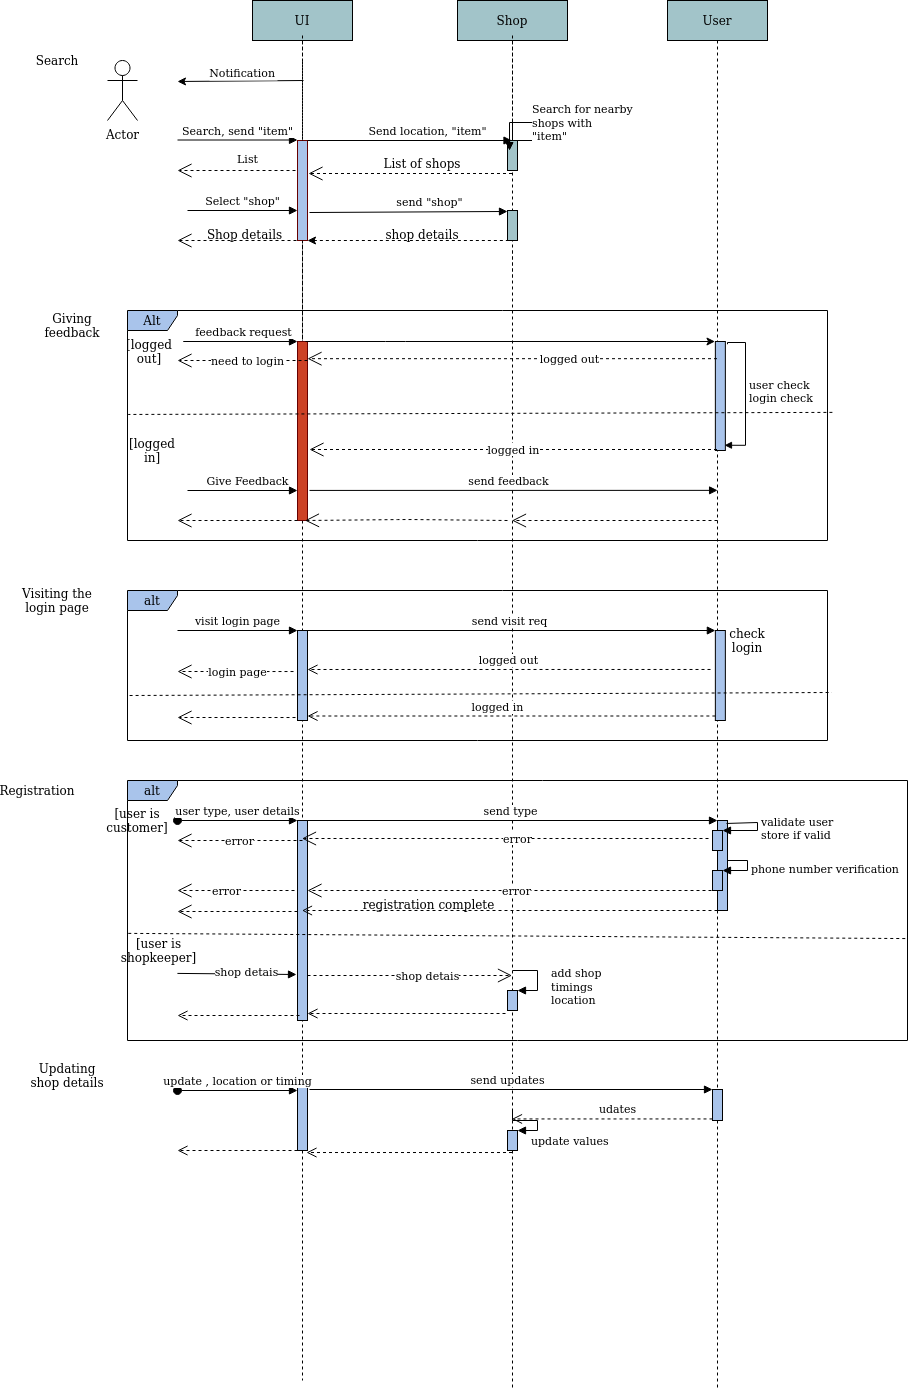 UI
Shop
User
Search
Notification
Actor
Search for nearby
shops with
"item"
Search, send "item"
Send location, "item"
List
List of shops
Select "shop"
send "shop"
Shop details
shop details
Giving
feedback
Alt
[logged
out]
feedback request
need to login
logged out
user check
login check
[logged
in]
logged in
Give Feedback
send feedback
Visiting the
login page
alt
visit login page
send visit req
check
login
logged out
login page
logged in
Registration
alt
[user is
customer]
user type, user details
send type
validate user
store if valid
error
error
phone number verification
error
error
registration complete
[user is
shopkeeper]
shop detais
shop detais
add shop
timings
location
Updating
shop details
update , location or timing
send updates
udates
update values